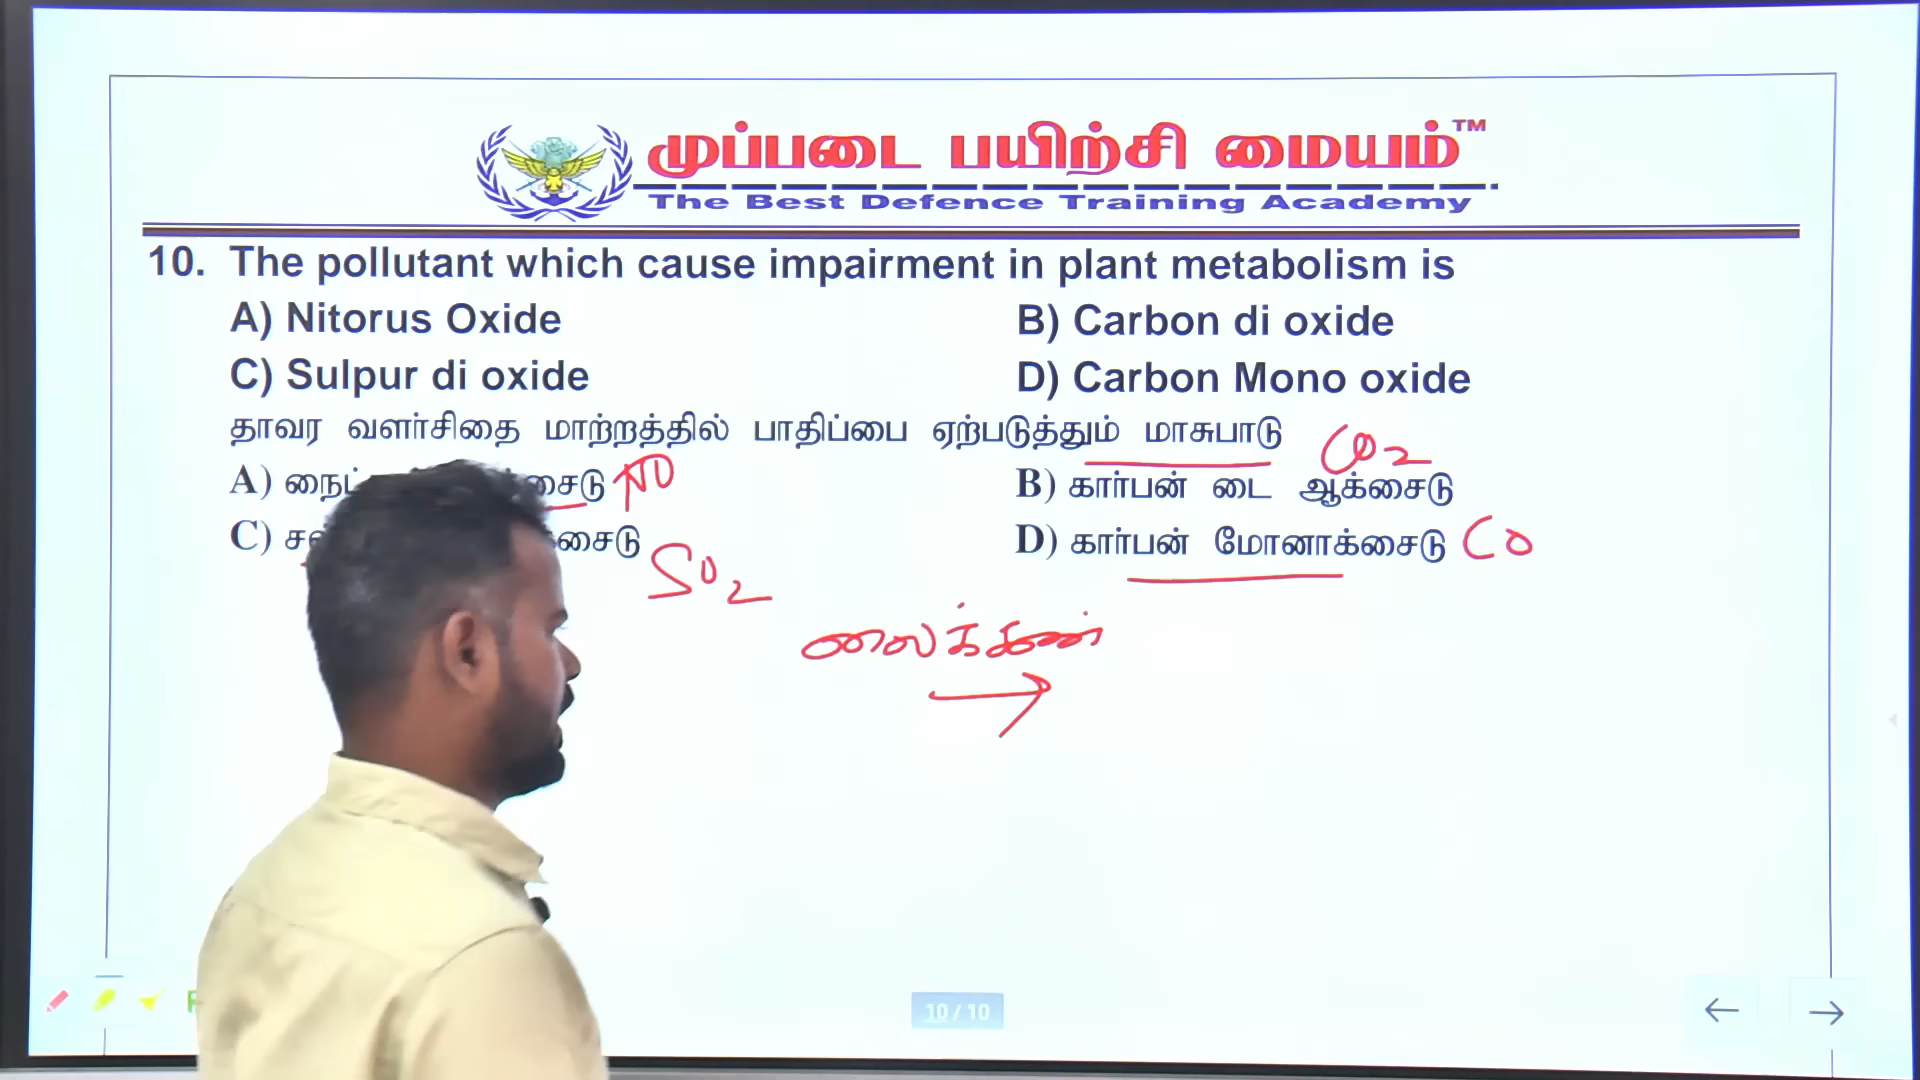 முப்படை பயிற்சி மையம்™
The Best Defence Training Academy
10. The pollutant which cause impairment in plant metabolism is
A) Nitorus Oxide B) Carbon di oxide
C) Sulpur di oxide D) Carbon Mono oxide
தாவர வளர்சிதை மாற்றத்தில் பாதிப்பை ஏற்படுத்தும் மாசுபாடு
CO2
A) NO B) கார்பன் டை ஆக்சைடு
C) D) கார்பன் மோனாக்சைடு CO
SO2
லைக்கன்
10 / 10